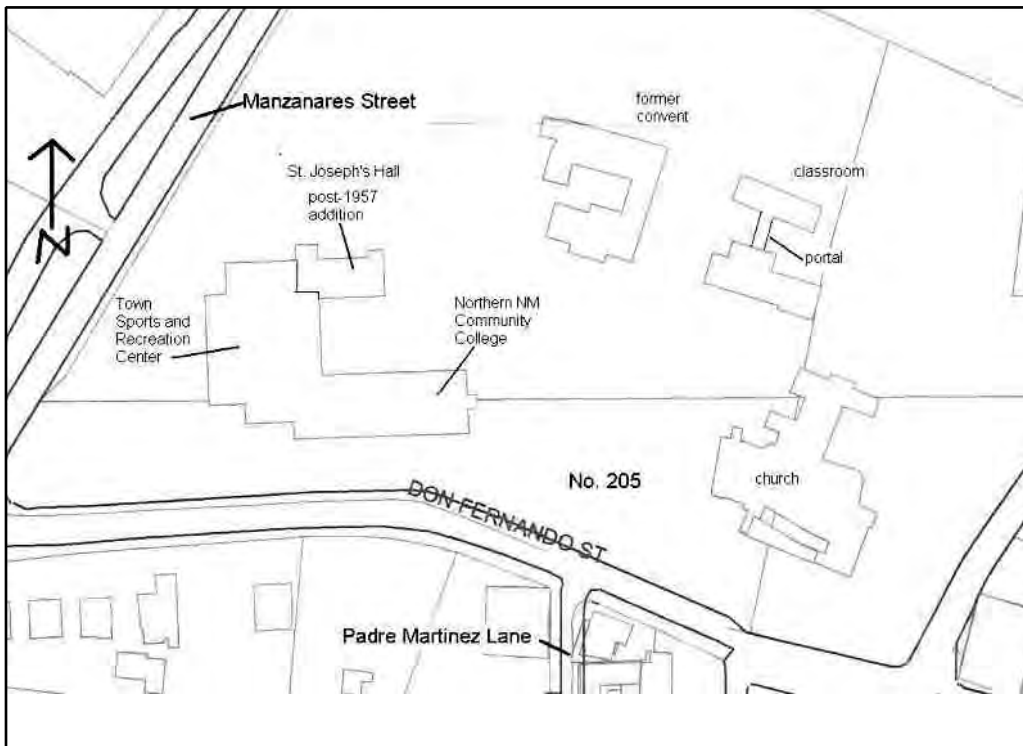 Manzanares Street
former
convent
St. Joseph's Hall
post-1957
addition
classroom
N
portal
Town
Sports and
Recreation
Center
Northern NM
Community
College
No. 205
church
DON FERNANDO ST
Padre Martinez Lane